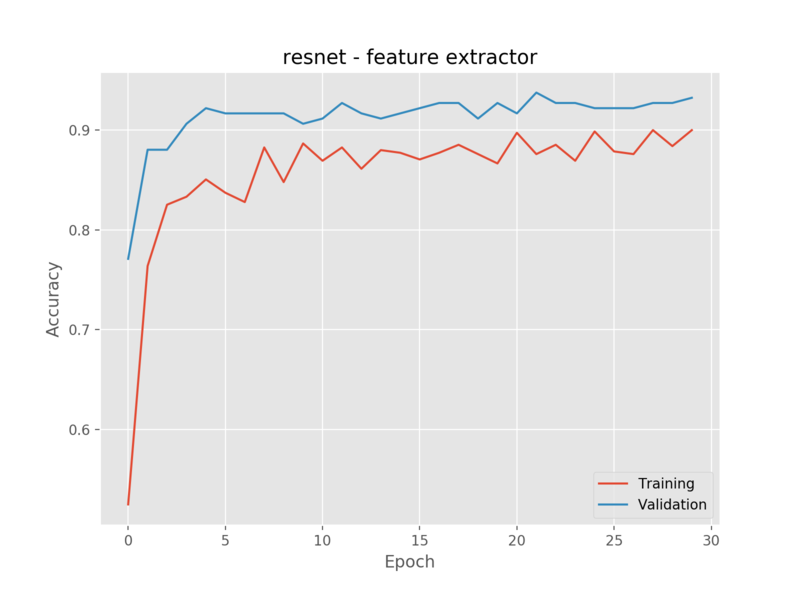 resnet - feature extractor
Accuracy
0.9
0.8
0.7
0.6
0 5 10 15 20 25 30
Epoch
Training
Validation